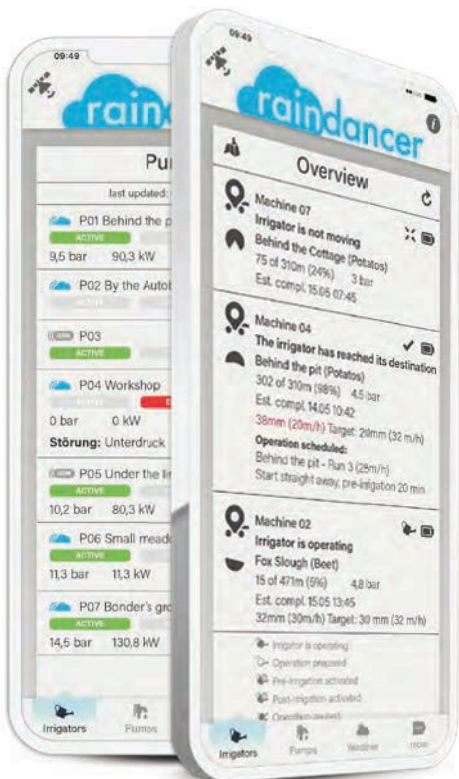 09:49
rain
Pu
last updated:
P01 Behind the p
ACTIVE
9,5 bar 90,3 kW
P02 By the Autob
P03
ACTIVE
P04 Workshop
0 bar 0 kW
Störung: Unterdruck
P05 Under the li
ACTIVE
10,2 bar 80,3 kW
P06 Small mead
ACTIVE
11,3 bar 11,3 kW
P07 Bonder's gro
ACTIVE
14,5 bar 130,8 kW
Irrigators Pumps
09:49
raindancer
Overview
Machine 07
Irrigator is not moving
Behind the Cottage (Potatos)
75 of 310m (24%) 3 bar
Est. compl. 15.05 07:45
Machine 04
The irrigator has reached its destination
Behind the pit (Potatos)
302 of 310m (98%) 4,5 bar
Est. compl. 14.05 10:42
38mm (20m/h) Target: 29mm (32 m/h)
Operation scheduled:
Behind the pit - Run 3 (28m/h)
Start straight away, pre-irrigation 20 min
Machine 02
Irrigator is operating
Fox Slough (Beet)
15 of 471m (5%) 4,8 bar
Est. compl. 15.05 13:45
32mm (30m/h) Target: 30 mm (32 m/h)
Irrigator is operating
Operation prepared
Pre-irrigation activated
Post-irrigation activated
Irrigators Pumps Weather more